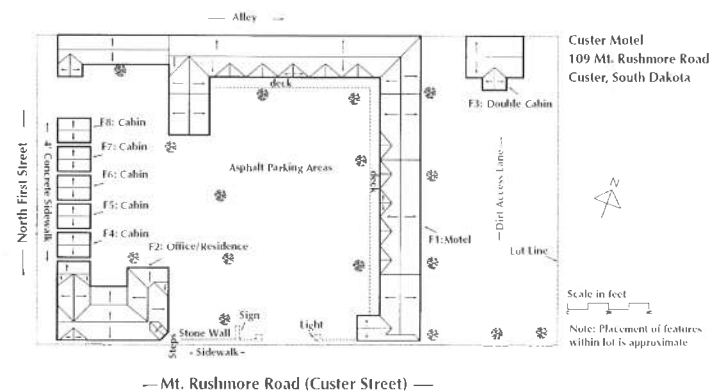 Alley
Custer Motel
109 Mt. Rushmore Road
Custer, South Dakota
deck
F3: Double Cabin
F8: Cabin
F7: Cabin
F6: Cabin
F5: Cabin
F4: Cabin
North First Street
4' Concrete Sidewalk
Asphalt Parking Areas
deck
Dirt Access Lane
N
F2: Office/Residence
F1:Motel
Lot Line
Scale in feet
Sign
Stone Wall
Light
Steps
Sidewalk
Note: Placement of features
within lot is approximate
Mt. Rushmore Road (Custer Street)